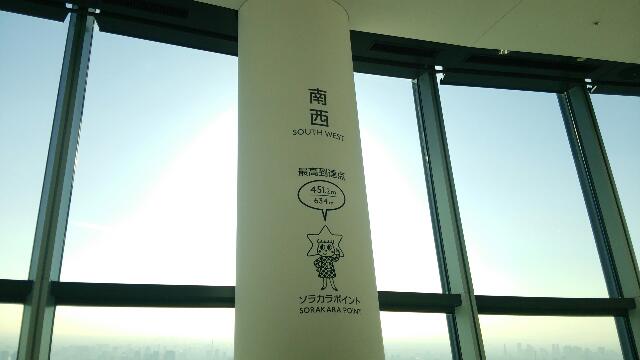 南
西
SOUTH WEST
最高到達点
451.2m
634m
ソラカラポイント
SORAKARA POINT